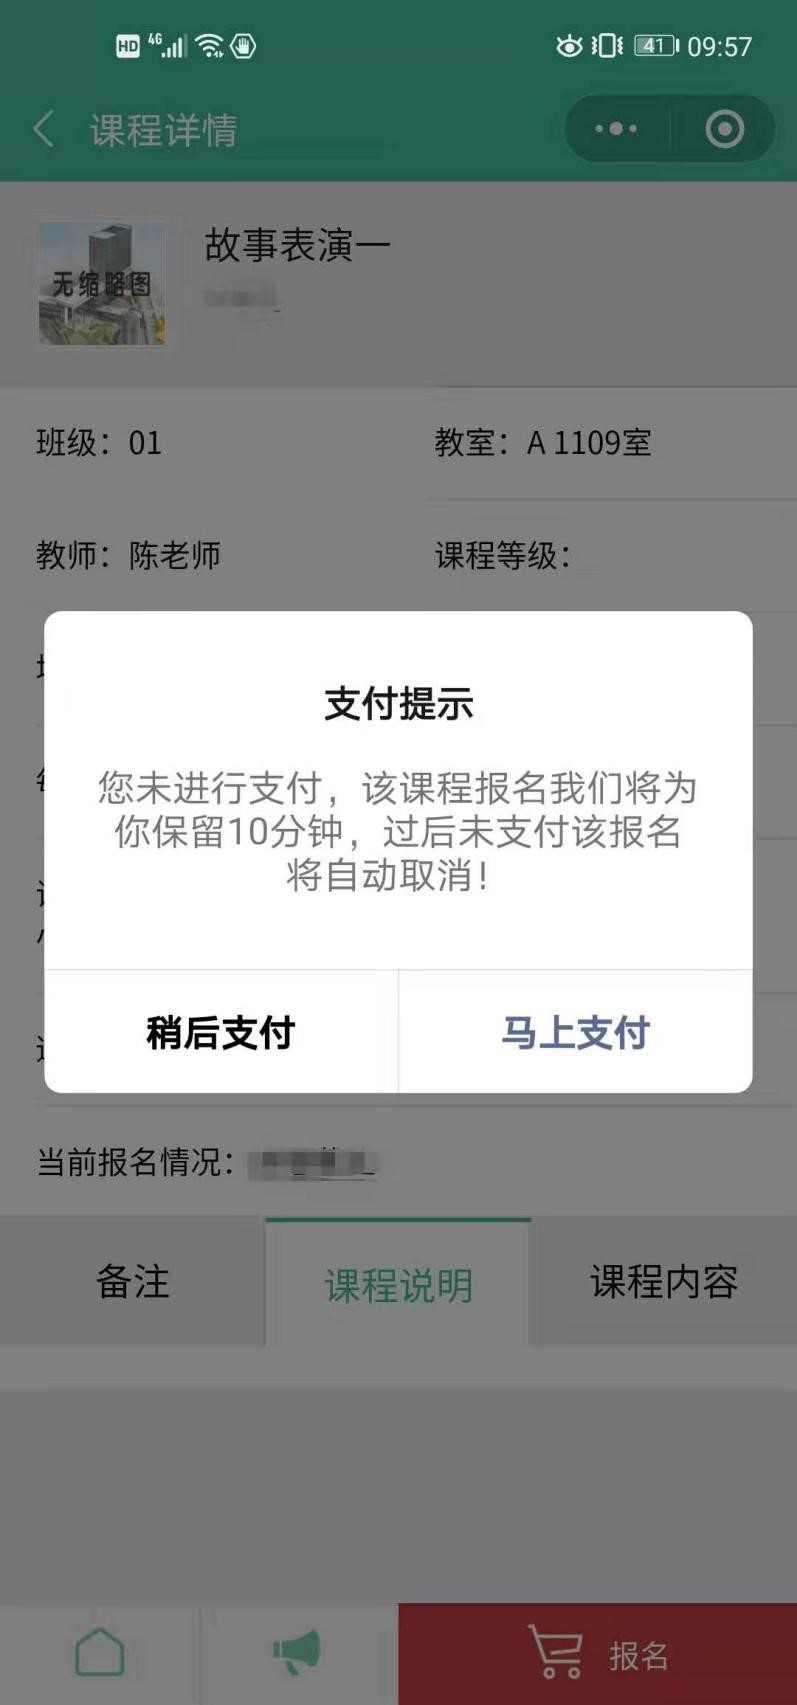 HD 4G 41 09:57
课程详情
无缩略图
故事表演一
班级：01
教室：A 1109室
教师：陈老师
课程等级：
支付提示
您未进行支付，该课程报名我们将为
你保留10分钟，过后未支付该报名
将自动取消！
稍后支付
马上支付
当前报名情况：
备注
课程说明
课程内容
报名